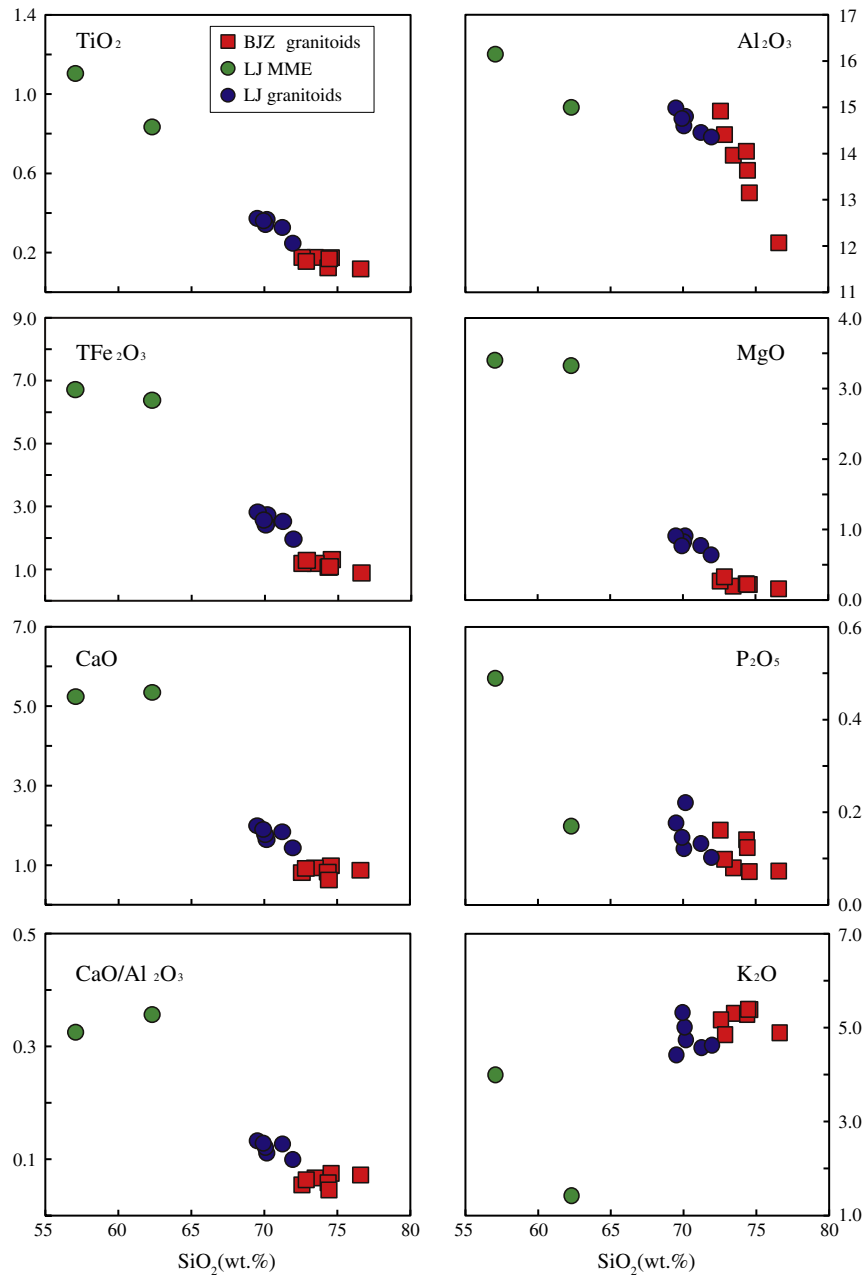 TiO2
BJZ granitoids
LJ MME
LJ granitoids
1.4
1.0
0.6
0.2
Al2O3
17
16
15
14
13
12
11
TFe2O3
9.0
7.0
5.0
3.0
1.0
MgO
4.0
3.0
2.0
1.0
0.0
CaO
7.0
5.0
3.0
1.0
P2O5
0.6
0.4
0.2
0.0
CaO/Al2O3
0.5
0.3
0.1
55 60 65 70 75 80
SiO2(wt.%)
K2O
7.0
5.0
3.0
1.0
55 60 65 70 75 80
SiO2(wt.%)